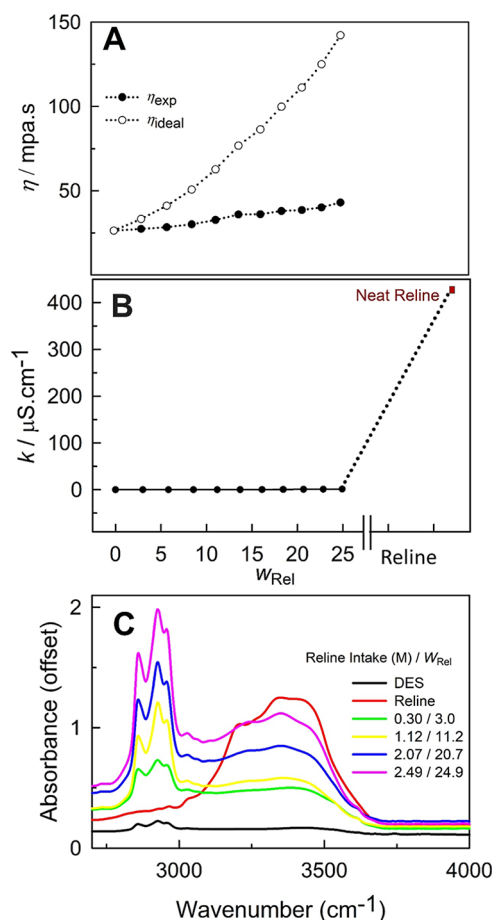 150
A
η_exp
η_ideal
100
50
η / mpa.s
400
B
Neat Reline
300
200
100
0
k / μS.cm-1
0 5 10 15 20 25 Reline
w_Rel
2
C
Reline Intake (M) / W_Rel
DES
Reline
0.30 / 3.0
1.12 / 11.2
2.07 / 20.7
2.49 / 24.9
1
0
Absorbance (offset)
3000 3500 4000
Wavenumber (cm-1)